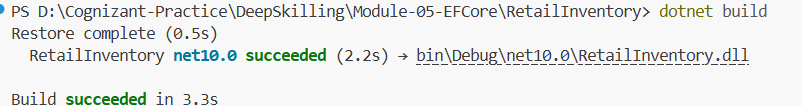 PS D:\Cognizant-Practice\DeepSkilling\Module-05-EFCore\RetailInventory> dotnet build
Restore complete (0.5s)
  RetailInventory net10.0 succeeded (2.2s) → bin\Debug\net10.0\RetailInventory.dll

Build succeeded in 3.3s